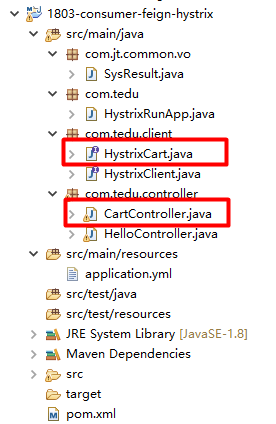 1803-consumer-feign-hystrix
src/main/java
com.jt.common.vo
SysResult.java
com.tedu
HystrixRunApp.java
com.tedu.client
HystrixCart.java
HystrixClient.java
com.tedu.controller
CartController.java
HelloController.java
src/main/resources
application.yml
src/test/java
src/test/resources
JRE System Library [JavaSE-1.8]
Maven Dependencies
src
target
pom.xml